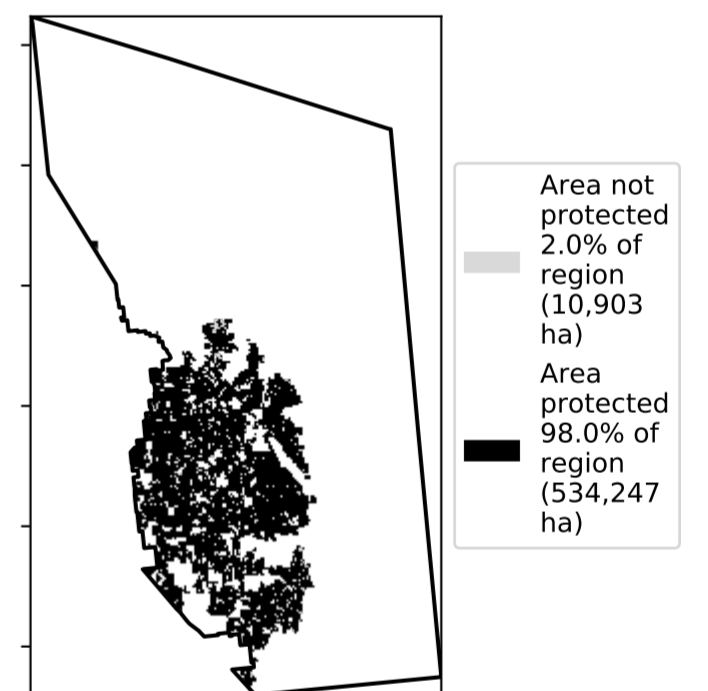 Area not
protected
2.0% of
region
(10,903
ha)
Area
protected
98.0% of
region
(534,247
ha)